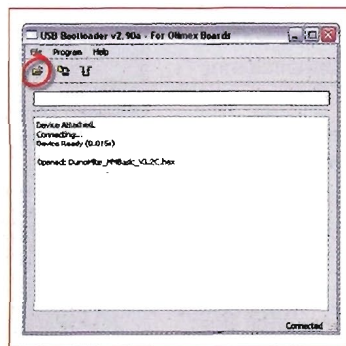 USB Bootloader v2.90a - For Olimex Boards
File Program Help
Device Attached.
Connecting...
Device Ready (0.015s)
Opened: DuinoMite_MMBasic_V3.2C.hex
Connected